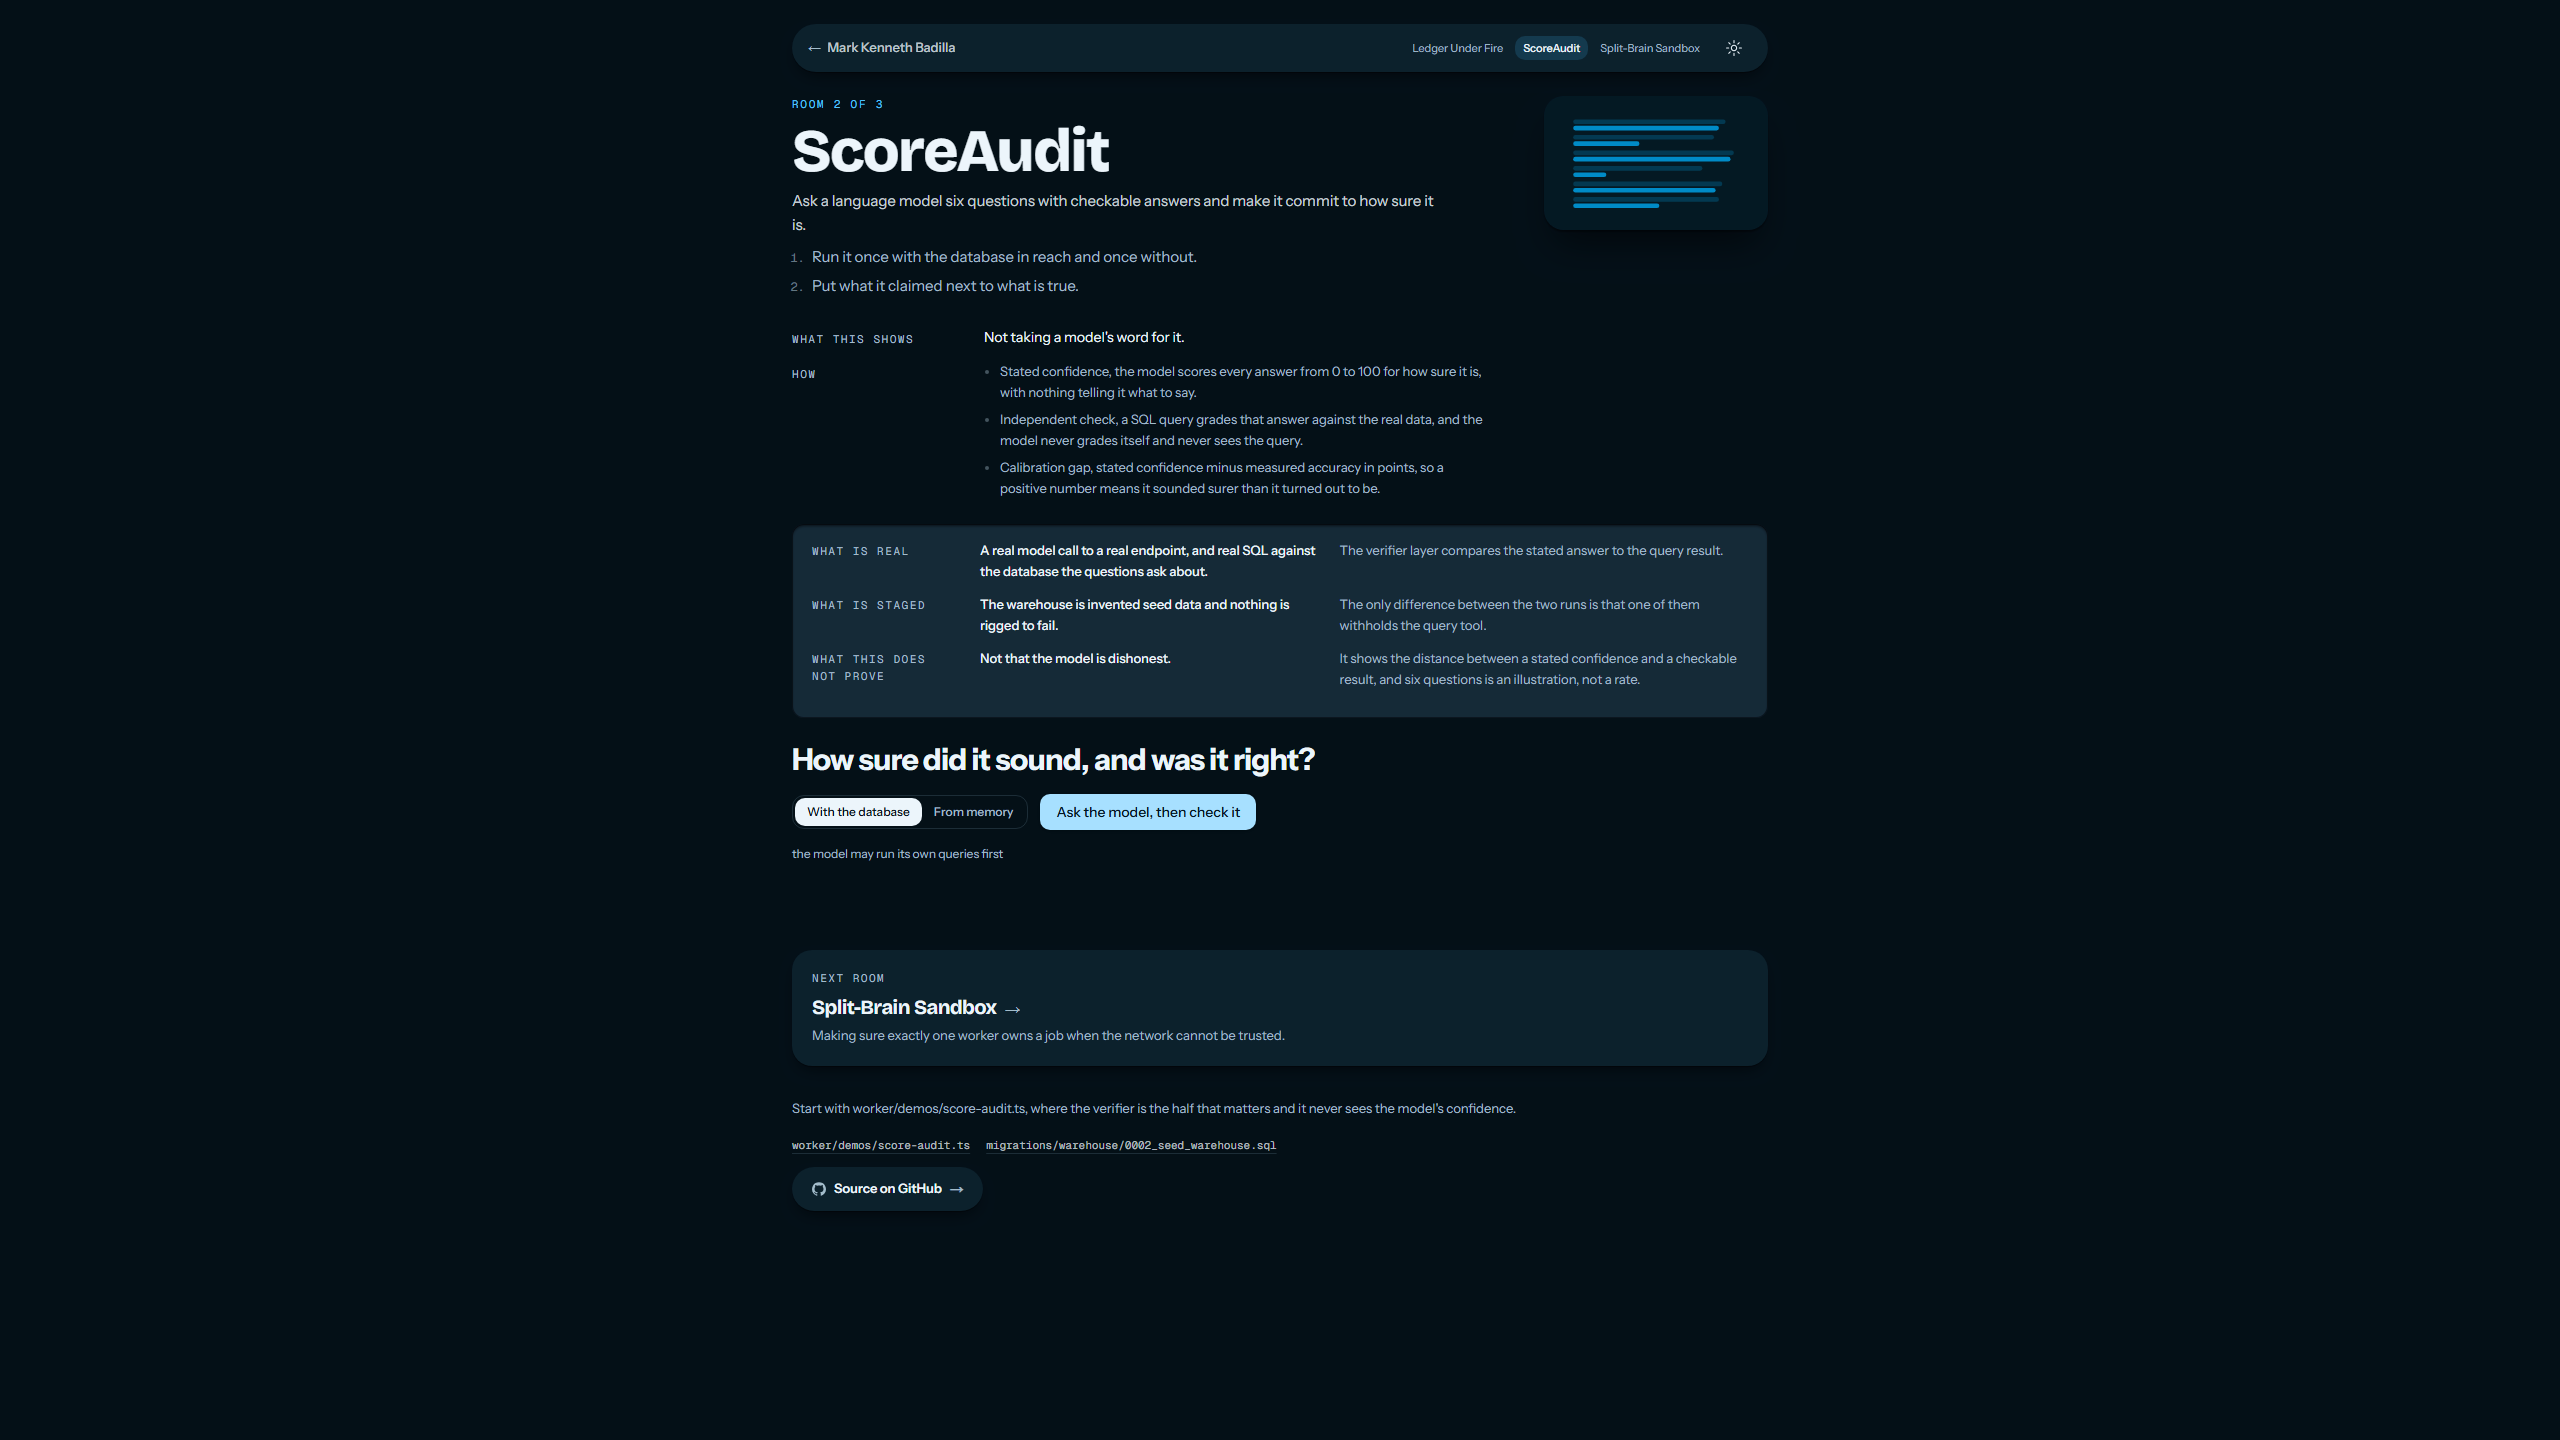 ← Mark Kenneth Badilla
Ledger Under Fire
ScoreAudit
Split-Brain Sandbox
ROOM 2 OF 3
ScoreAudit
Ask a language model six questions with checkable answers and make it commit to how sure it
is.
1. Run it once with the database in reach and once without.
2. Put what it claimed next to what is true.
WHAT THIS SHOWS
Not taking a model's word for it.
HOW
• Stated confidence, the model scores every answer from 0 to 100 for how sure it is,
with nothing telling it what to say.
• Independent check, a SQL query grades that answer against the real data, and the
model never grades itself and never sees the query.
• Calibration gap, stated confidence minus measured accuracy in points, so a
positive number means it sounded surer than it turned out to be.
WHAT IS REAL
A real model call to a real endpoint, and real SQL against
the database the questions ask about.
The verifier layer compares the stated answer to the query result.
WHAT IS STAGED
The warehouse is invented seed data and nothing is
rigged to fail.
The only difference between the two runs is that one of them
withholds the query tool.
WHAT THIS DOES
NOT PROVE
Not that the model is dishonest.
It shows the distance between a stated confidence and a checkable
result, and six questions is an illustration, not a rate.
How sure did it sound, and was it right?
With the database
From memory
Ask the model, then check it
the model may run its own queries first
NEXT ROOM
Split-Brain Sandbox →
Making sure exactly one worker owns a job when the network cannot be trusted.
Start with worker/demos/score-audit.ts, where the verifier is the half that matters and it never sees the model's confidence.
worker/demos/score-audit.ts
migrations/warehouse/0002_seed_warehouse.sql
Source on GitHub →